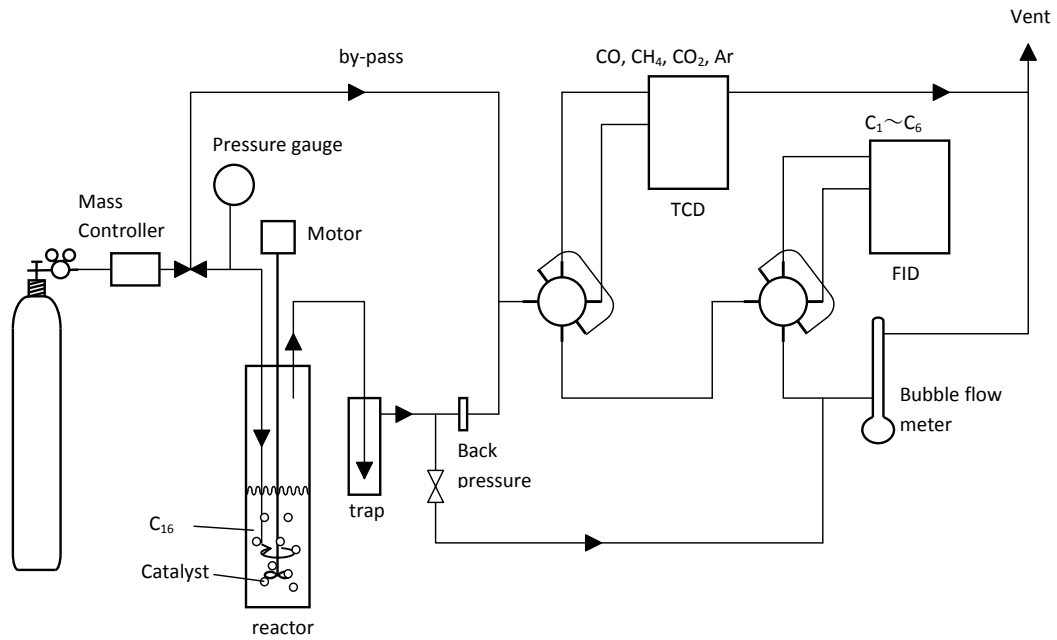 Vent
by-pass
CO, CH₄, CO₂, Ar
C₁～C₆
Pressure gauge
Mass
Controller
Motor
TCD
FID
Bubble flow
meter
Back
pressure
trap
C₁₆
Catalyst
reactor